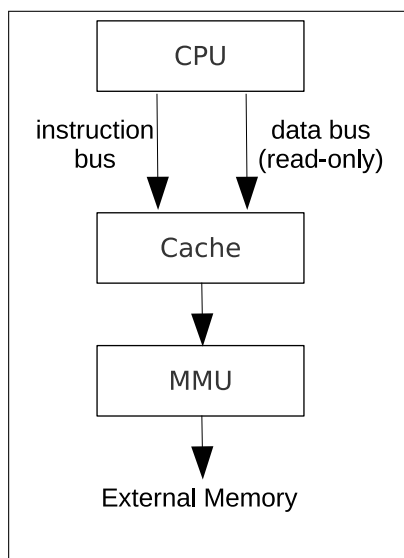 CPU
instruction
bus
data bus
(read-only)
Cache
MMU
External Memory